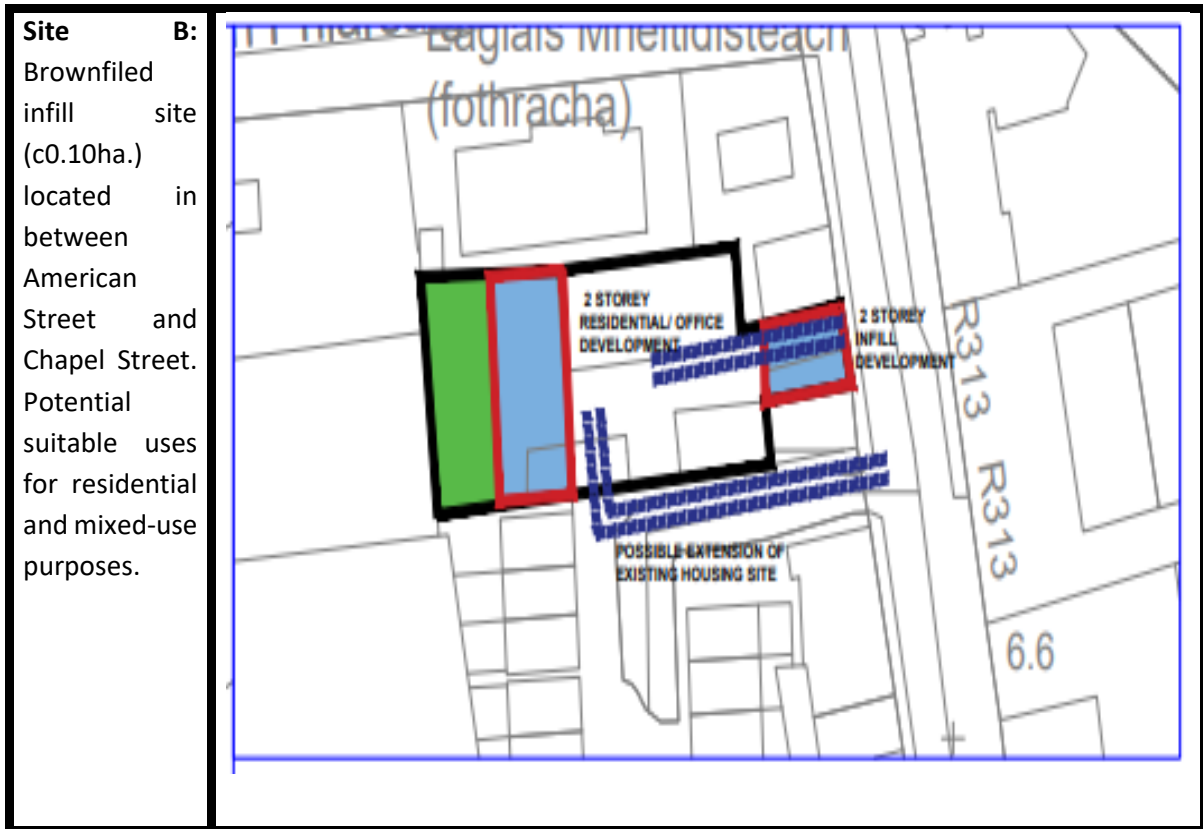 Site B:
Brownfiled
infill site
(c0.10ha.)
located in
between
American
Street and
Chapel Street.
Potential
suitable uses
for residential
and mixed-use
purposes.
Eaglais Mheitidisteach
(fothracha)
2 STOREY
RESIDENTIAL/ OFFICE
DEVELOPMENT
2 STOREY
INFILL
DEVELOPMENT
R313
R313
POSSIBLE EXTENSION OF
EXISTING HOUSING SITE
6.6